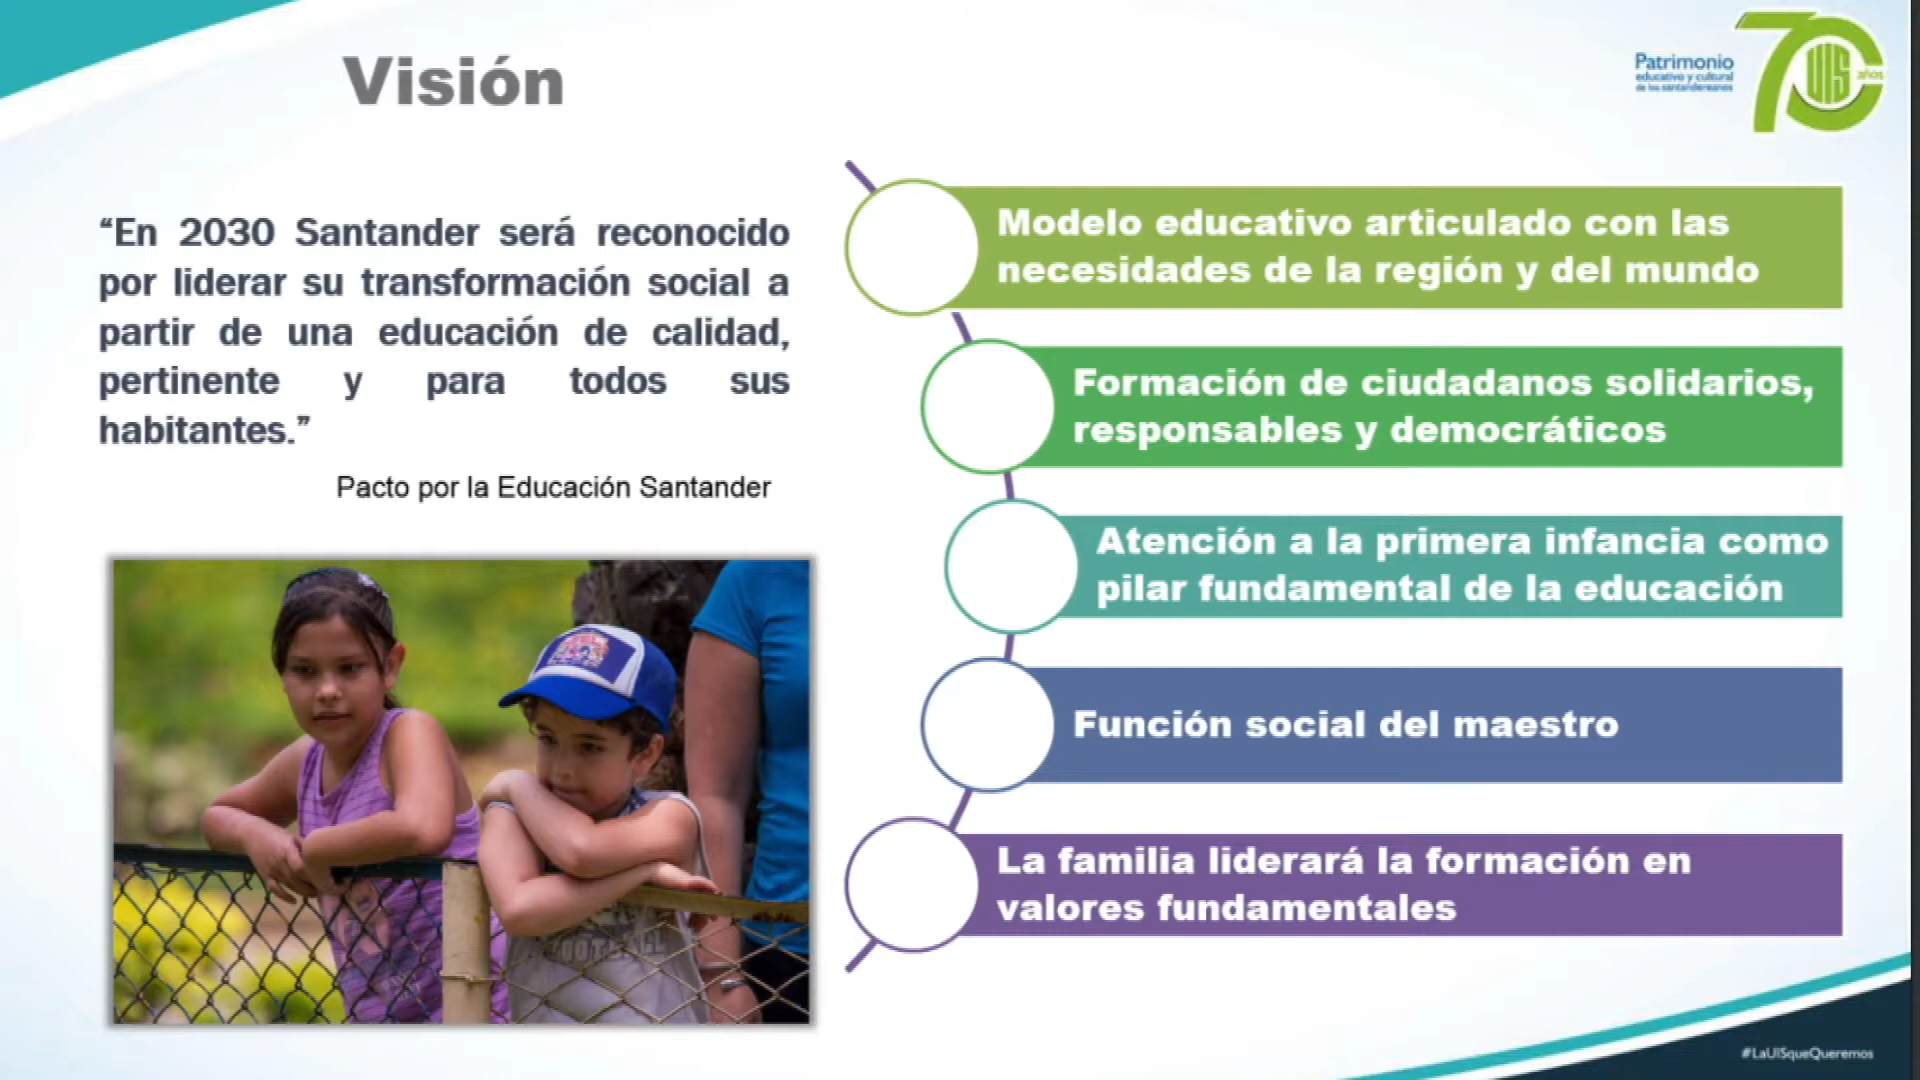 Visión
Patrimonio
educativo y cultural
de los santandereanos
70
UIS
años
“En 2030 Santander será reconocido
por liderar su transformación social a
partir de una educación de calidad,
pertinente y para todos sus
habitantes.”
Pacto por la Educación Santander
Modelo educativo articulado con las
necesidades de la región y del mundo
Formación de ciudadanos solidarios,
responsables y democráticos
Atención a la primera infancia como
pilar fundamental de la educación
Función social del maestro
La familia liderará la formación en
valores fundamentales
#LaUISqueQueremos